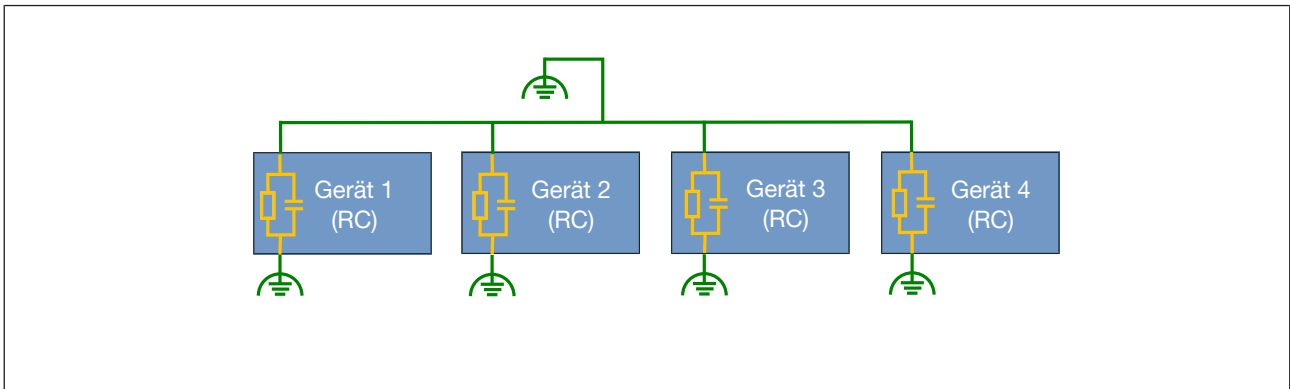 Gerät 1
(RC)
Gerät 2
(RC)
Gerät 3
(RC)
Gerät 4
(RC)